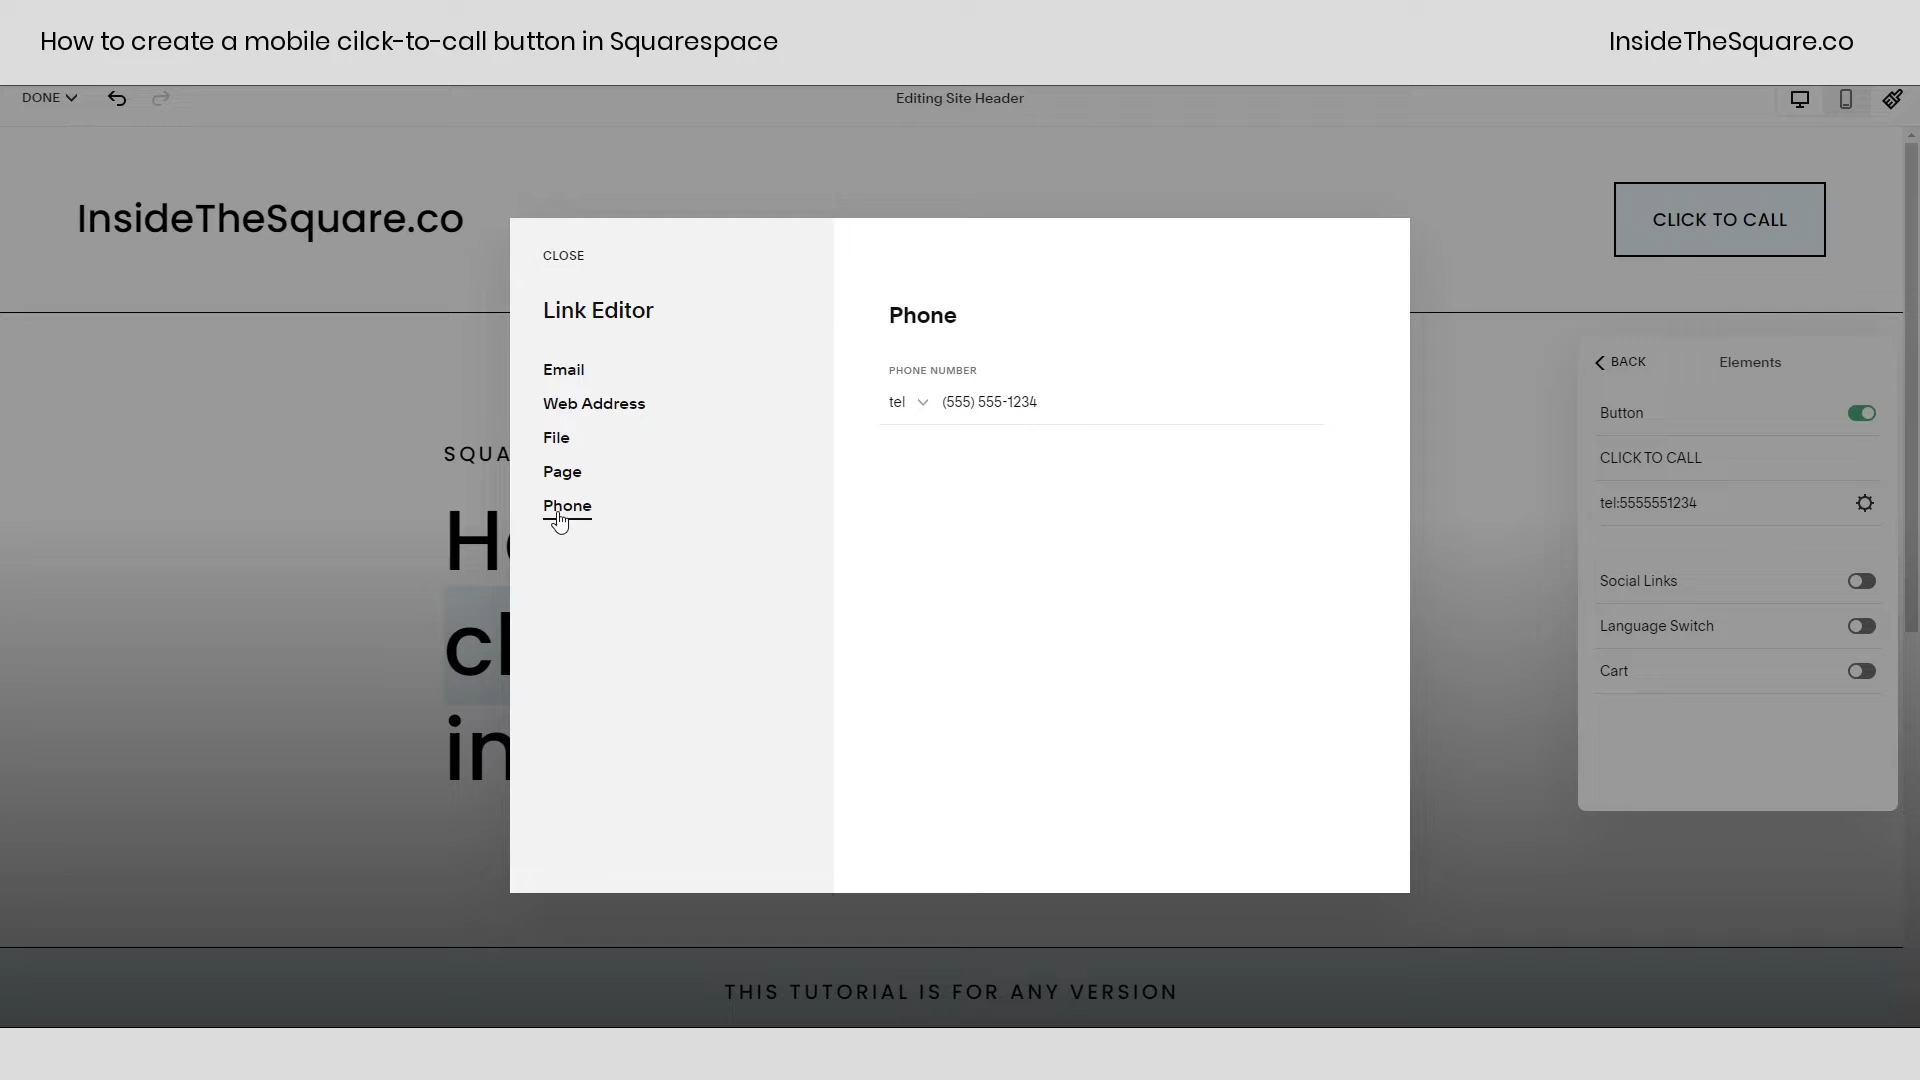 How to create a mobile cilck-to-call button in Squarespace
InsideTheSquare.co
DONE
Editing Site Header
InsideTheSquare.co
CLICK TO CALL
CLOSE
Link Editor
Email
Web Address
File
Page
Phone
Phone
PHONE NUMBER
tel (555) 555-1234
BACK
Elements
Button
CLICK TO CALL
tel:5555551234
Social Links
Language Switch
Cart
SQUA
H
cl
in
THIS TUTORIAL IS FOR ANY VERSION